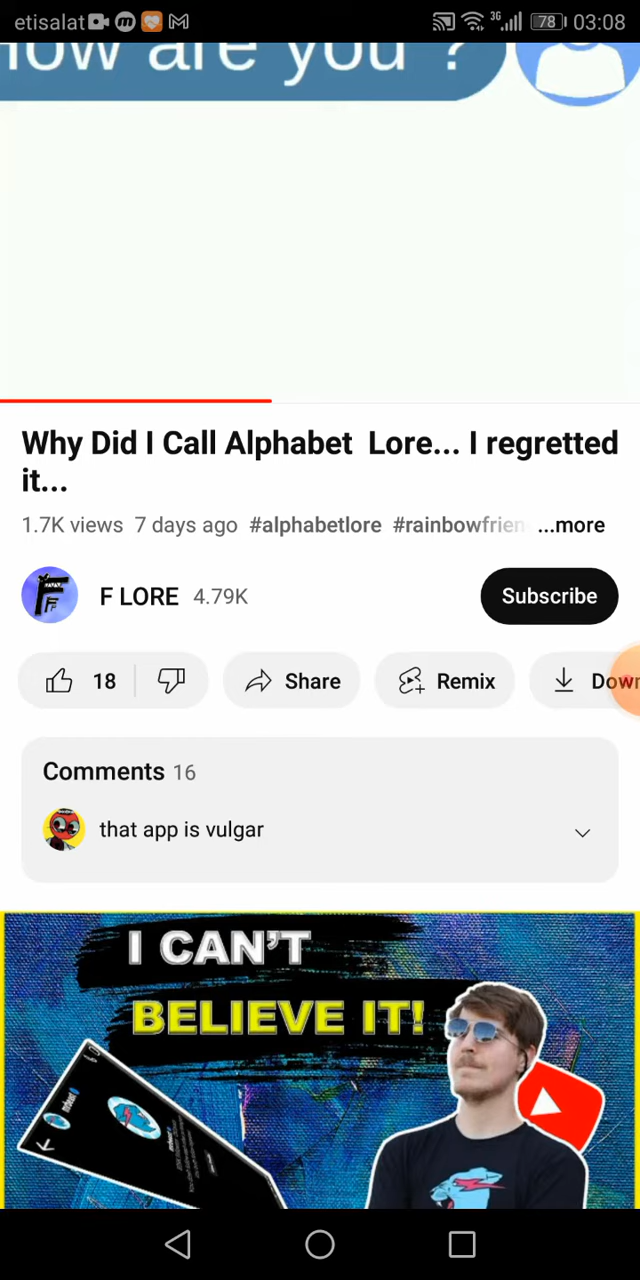 etisalat 3G 78 03:08
how are you ?
Why Did I Call Alphabet Lore... I regretted
it...
1.7K views 7 days ago #alphabetlore #rainbowfrien ...more
F LORE 4.79K Subscribe
18 Share Remix Down
Comments 16
that app is vulgar
I CAN'T
BELIEVE IT!